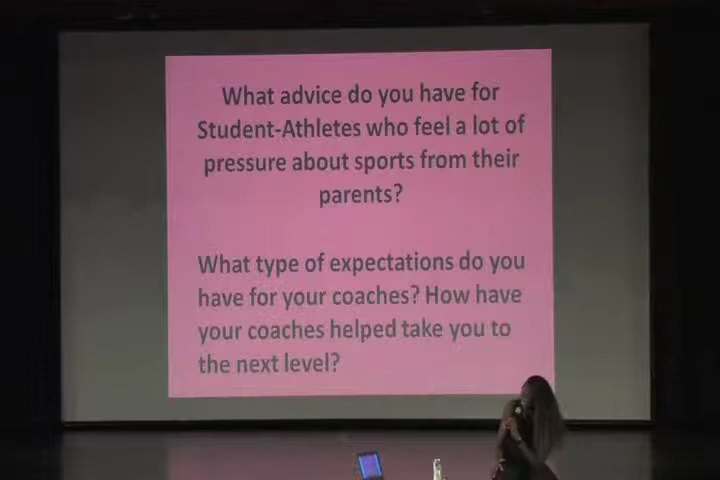 What advice do you have for
Student-Athletes who feel a lot of
pressure about sports from their
parents?
What type of expectations do you
have for your coaches? How have
your coaches helped take you to
the next level?